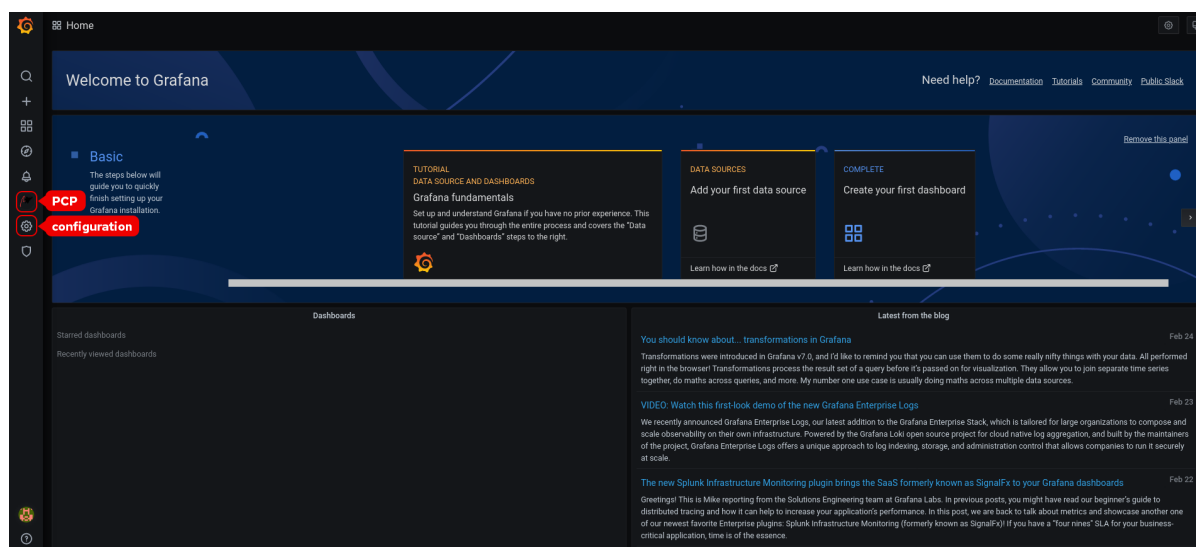 Home
Welcome to Grafana
Need help? Documentation Tutorials Community Public Slack
Remove this panel
Basic
The steps below will
guide you to quickly
finish setting up your
Grafana installation.
TUTORIAL
DATA SOURCE AND DASHBOARDS
Grafana fundamentals
Set up and understand Grafana if you have no prior experience. This
tutorial guides you through the entire process and covers the "Data
source" and "Dashboards" steps to the right.
DATA SOURCES
Add your first data source
Learn how in the docs
COMPLETE
Create your first dashboard
Learn how in the docs
PCP
configuration
Dashboards
Starred dashboards
Recently viewed dashboards
Latest from the blog
You should know about... transformations in Grafana
Feb 24
Transformations were introduced in Grafana v7.0, and I'd like to remind you that you can use them to do some really nifty things with your data. All performed
right in the browser! Transformations process the result set of a query before it's passed on for visualization. They allow you to join separate time series
together, do maths across queries, and more. My number one use case is usually doing maths across multiple data sources.
VIDEO: Watch this first-look demo of the new Grafana Enterprise Logs
Feb 23
We recently announced Grafana Enterprise Logs, our latest addition to the Grafana Enterprise Stack, which is tailored for large organizations to compose and
scale observability on their own infrastructure. Powered by the Grafana Loki open source project for cloud native log aggregation, and built by the maintainers
of the project, Grafana Enterprise Logs offers a unique approach to log indexing, storage, and administration control that allows companies to run it securely
at scale.
The new Splunk Infrastructure Monitoring plugin brings the SaaS formerly known as SignalFx to your Grafana dashboards
Feb 22
Greetings! This is Mike reporting from the Solutions Engineering team at Grafana Labs. In previous posts, you might have read our beginner's guide to
distributed tracing and how it can help to increase your application's performance. In this post, we are back to talk about metrics and showcase another one
of our newest favorite Enterprise plugins: Splunk Infrastructure Monitoring (formerly known as SignalFx)! If you have a "four nines" SLA for your business-
critical application, time is of the essence.